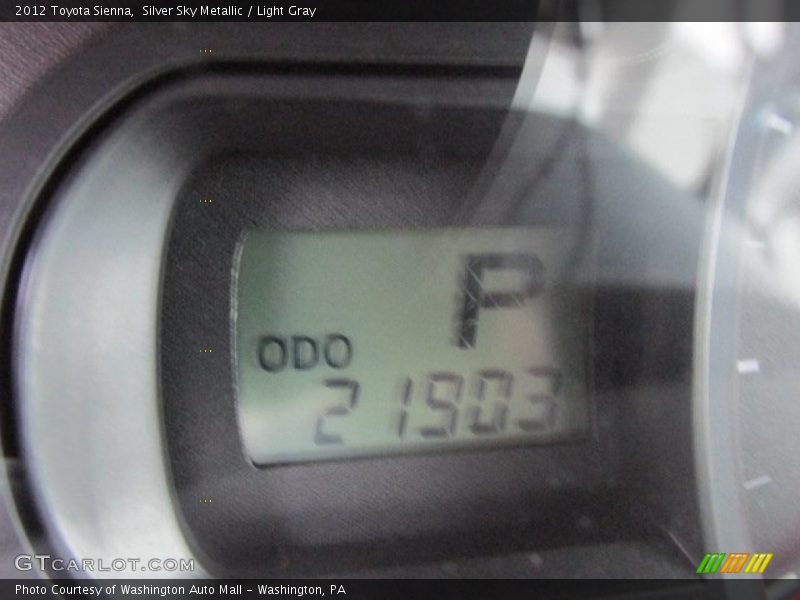 2012 Toyota Sienna,  Silver Sky Metallic / Light Gray
P
ODO
21903
GTCARLOT.COM
Photo Courtesy of Washington Auto Mall - Washington, PA